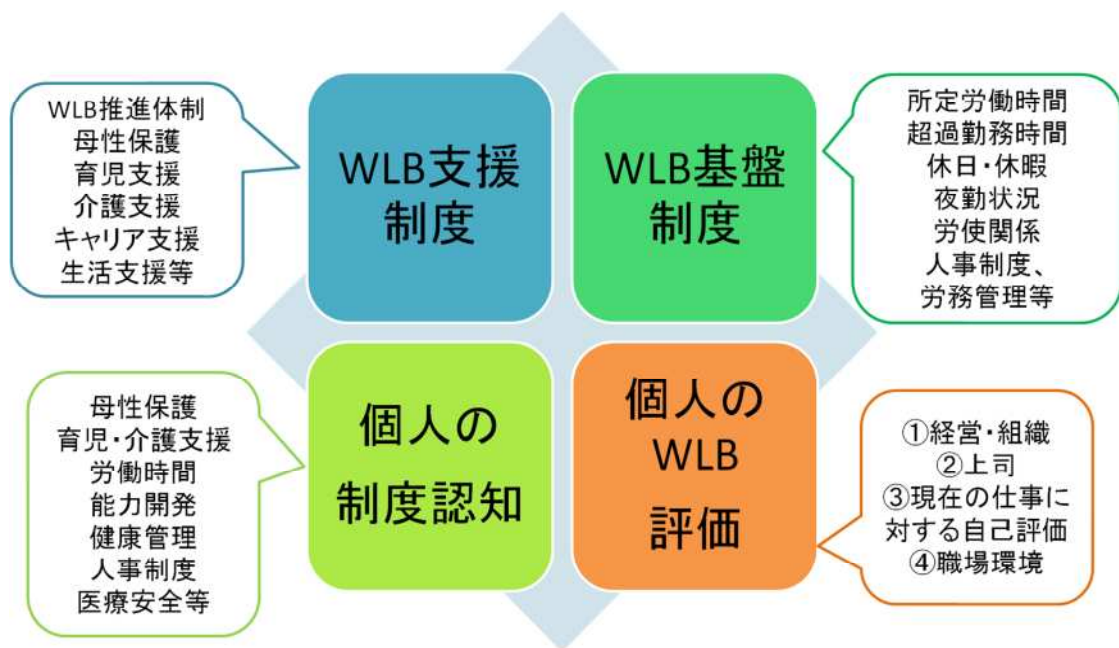 WLB推進体制
母性保護
育児支援
介護支援
キャリア支援
生活支援等
WLB支援
制度
WLB基盤
制度
所定労働時間
超過勤務時間
休日・休暇
夜勤状況
労使関係
人事制度、
労務管理等
母性保護
育児・介護支援
労働時間
能力開発
健康管理
人事制度
医療安全等
個人の
制度認知
個人の
WLB
評価
①経営・組織
②上司
③現在の仕事に
対する自己評価
④職場環境